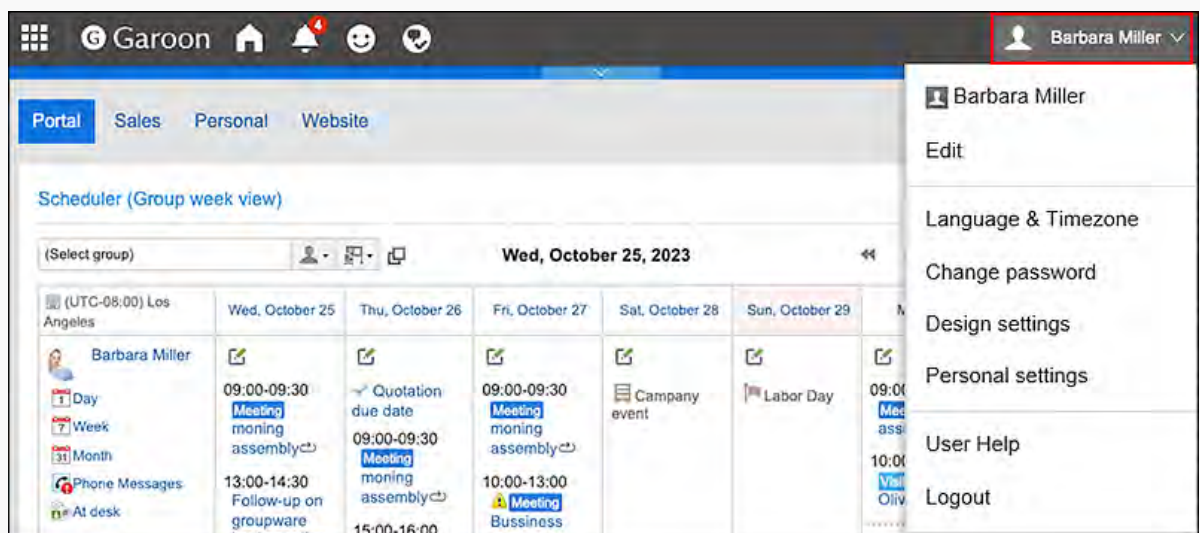 Garoon
4
Barbara Miller
Portal Sales Personal Website
Scheduler (Group week view)
(Select group)
Wed, October 25, 2023
(UTC-08:00) Los
Angeles
Wed, October 25
Thu, October 26
Fri, October 27
Sat, October 28
Sun, October 29
Barbara Miller
1 Day
7 Week
31 Month
Phone Messages
At desk
09:00-09:30
Meeting
moning
assembly
13:00-14:30
Follow-up on
groupware
Quotation
due date
09:00-09:30
Meeting
moning
assembly
15:00-16:00
09:00-09:30
Meeting
moning
assembly
10:00-13:00
Meeting
Bussiness
Campany
event
Labor Day
Barbara Miller
Edit
Language & Timezone
Change password
Design settings
Personal settings
User Help
Logout